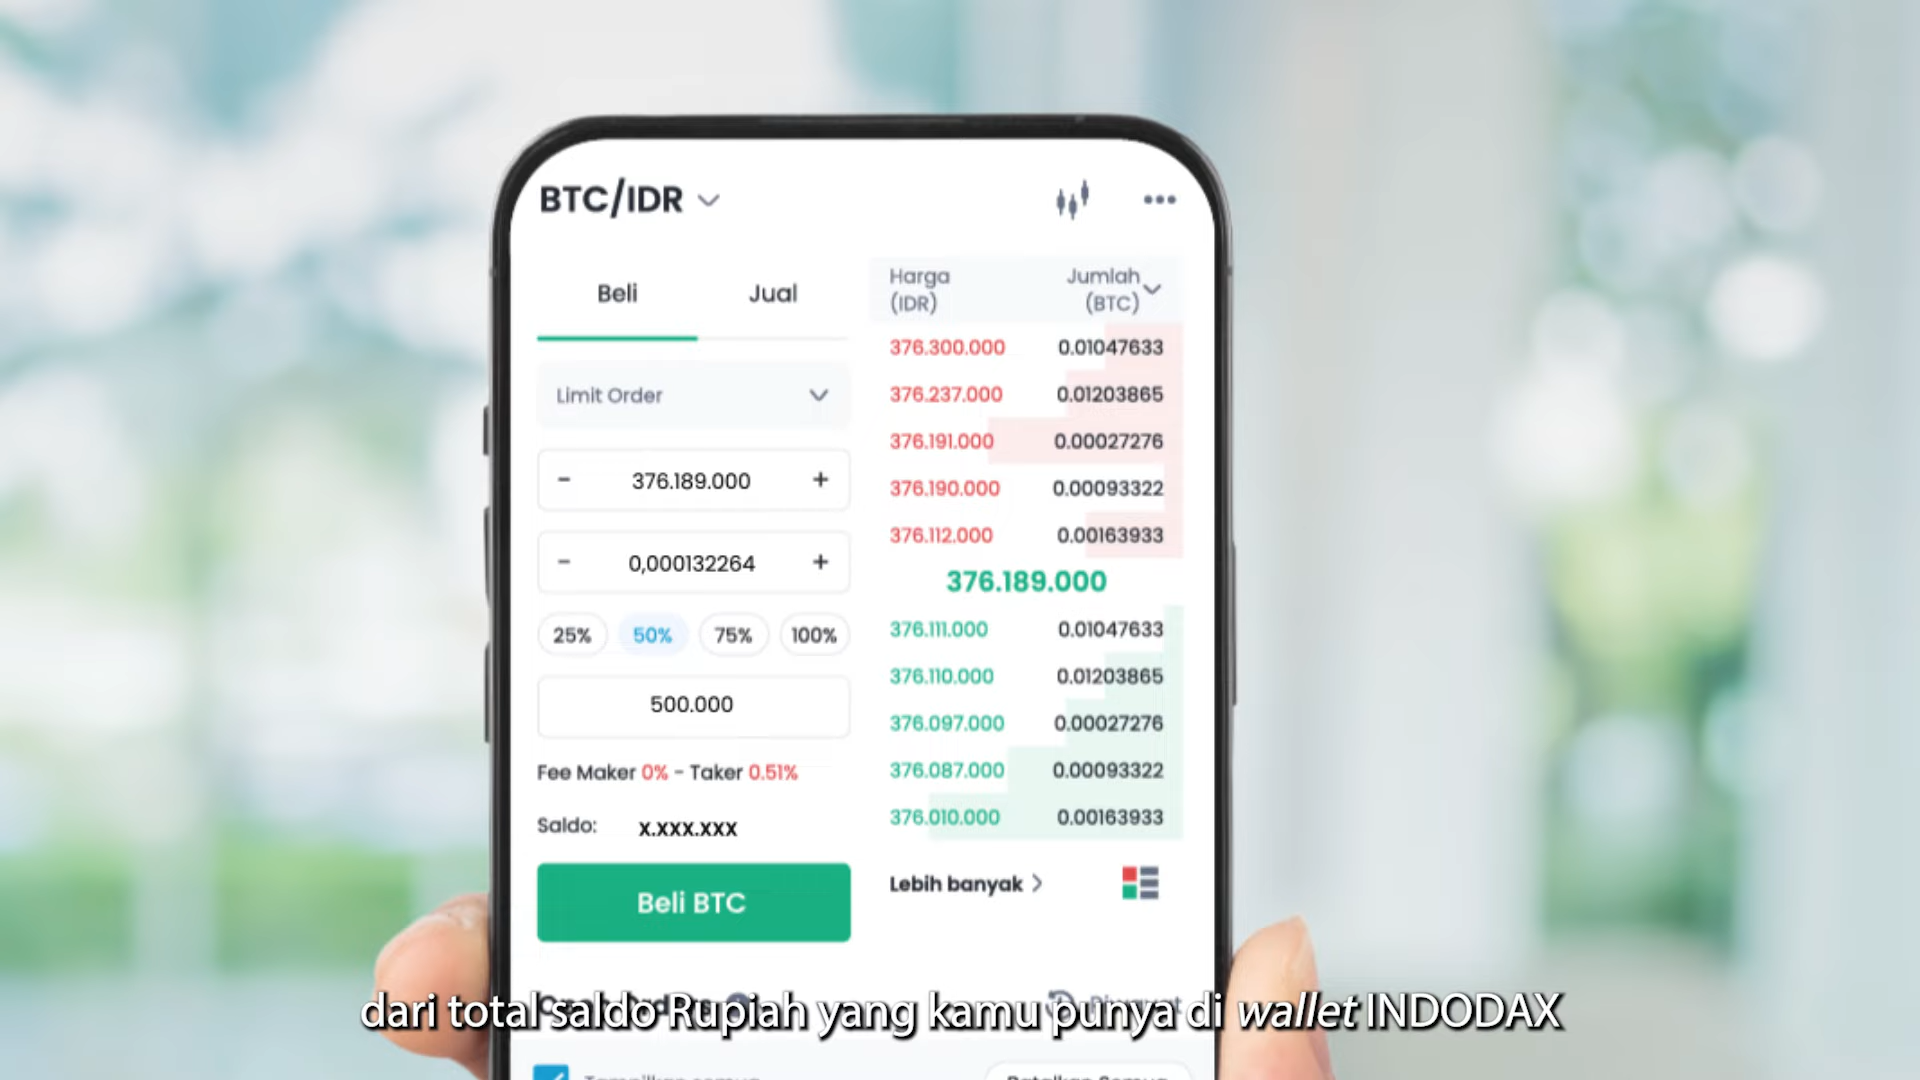 BTC/IDR
Beli
Jual
Limit Order
- 376.189.000 +
- 0,000132264 +
25% 50% 75% 100%
500.000
Fee Maker 0% - Taker 0.51%
Saldo: x.xxx.xxx
Beli BTC
Harga (IDR)
Jumlah (BTC)
376.300.000 0.01047633
376.237.000 0.01203865
376.191.000 0.00027276
376.190.000 0.00093322
376.112.000 0.00163933
376.189.000
376.111.000 0.01047633
376.110.000 0.01203865
376.097.000 0.00027276
376.087.000 0.00093322
376.010.000 0.00163933
Lebih banyak
dari total saldo Rupiah yang kamu punya di wallet INDODAX